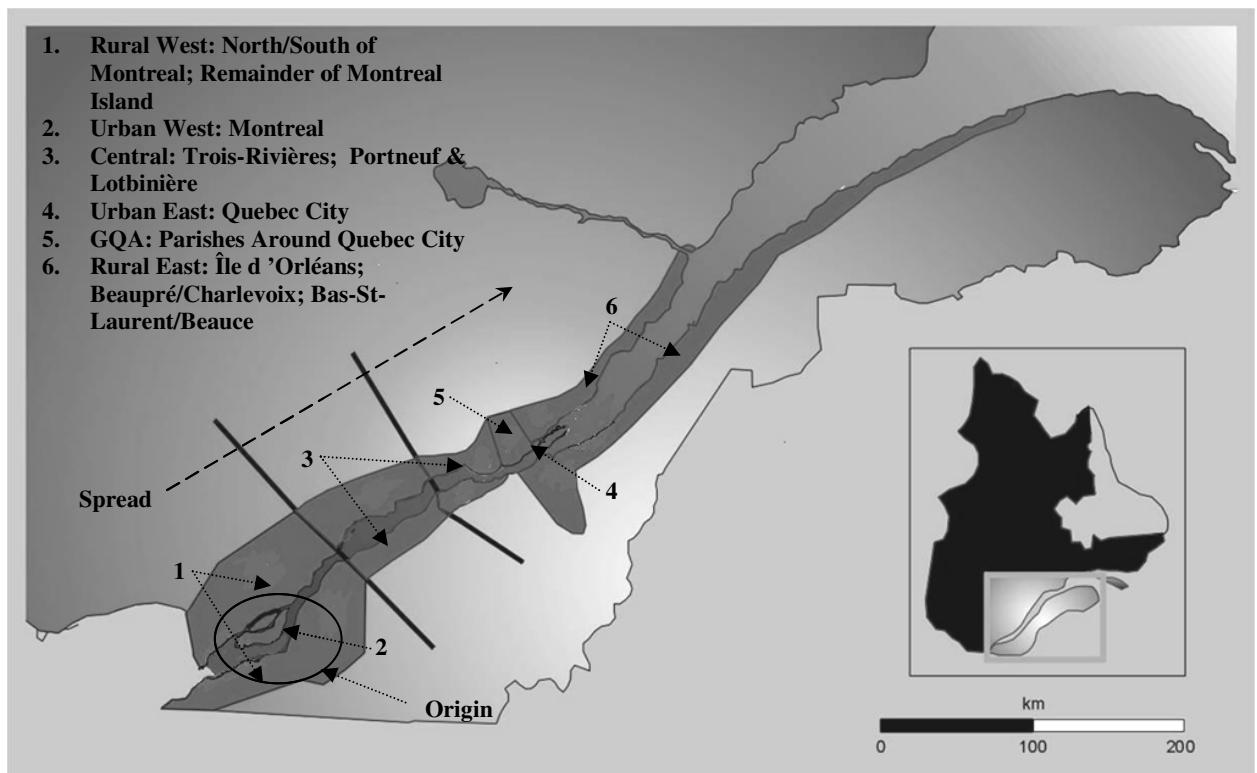 1. Rural West: North/South of
Montreal; Remainder of Montreal
Island
2. Urban West: Montreal
3. Central: Trois-Rivières; Portneuf &
Lotbinière
4. Urban East: Quebec City
5. GQA: Parishes Around Quebec City
6. Rural East: Île d ’Orléans;
Beaupré/Charlevoix; Bas-St-
Laurent/Beauce
6
5
3
4
Spread
1
2
Origin
km
0 100 200